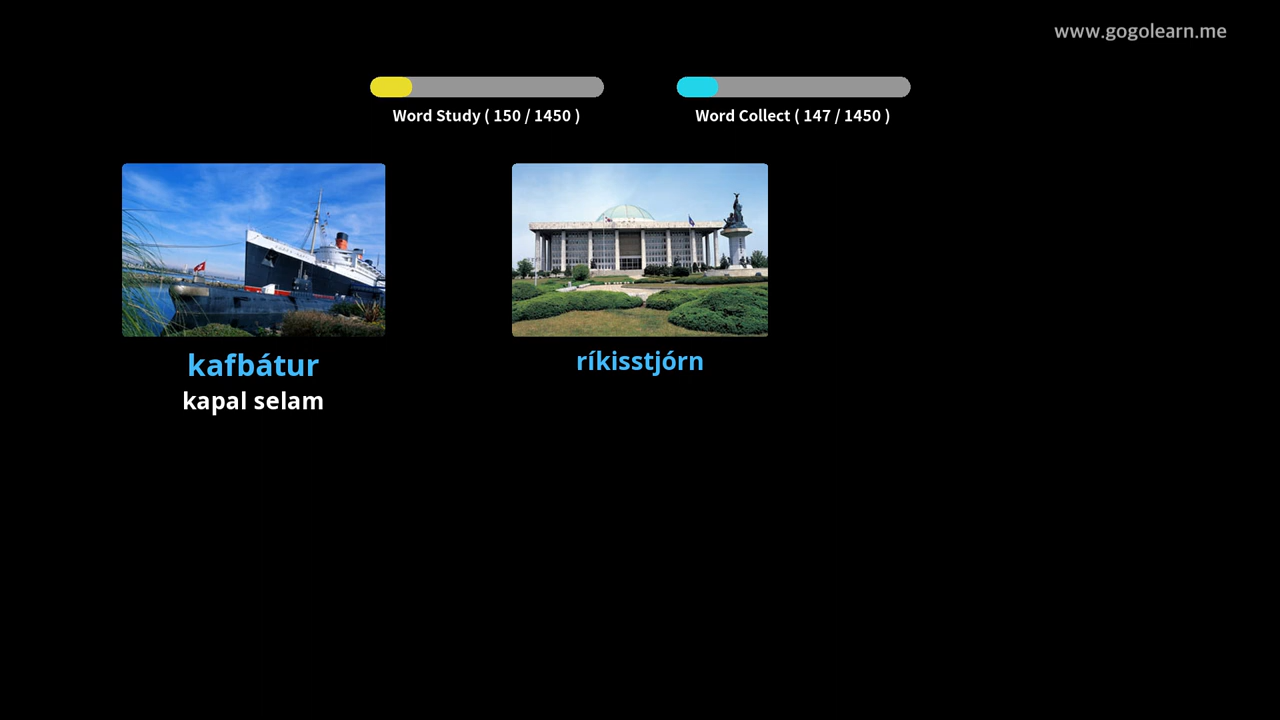 www.gogolearn.me
Word Study ( 150 / 1450 )
Word Collect ( 147 / 1450 )
kafbátur
kapal selam
ríkisstjórn